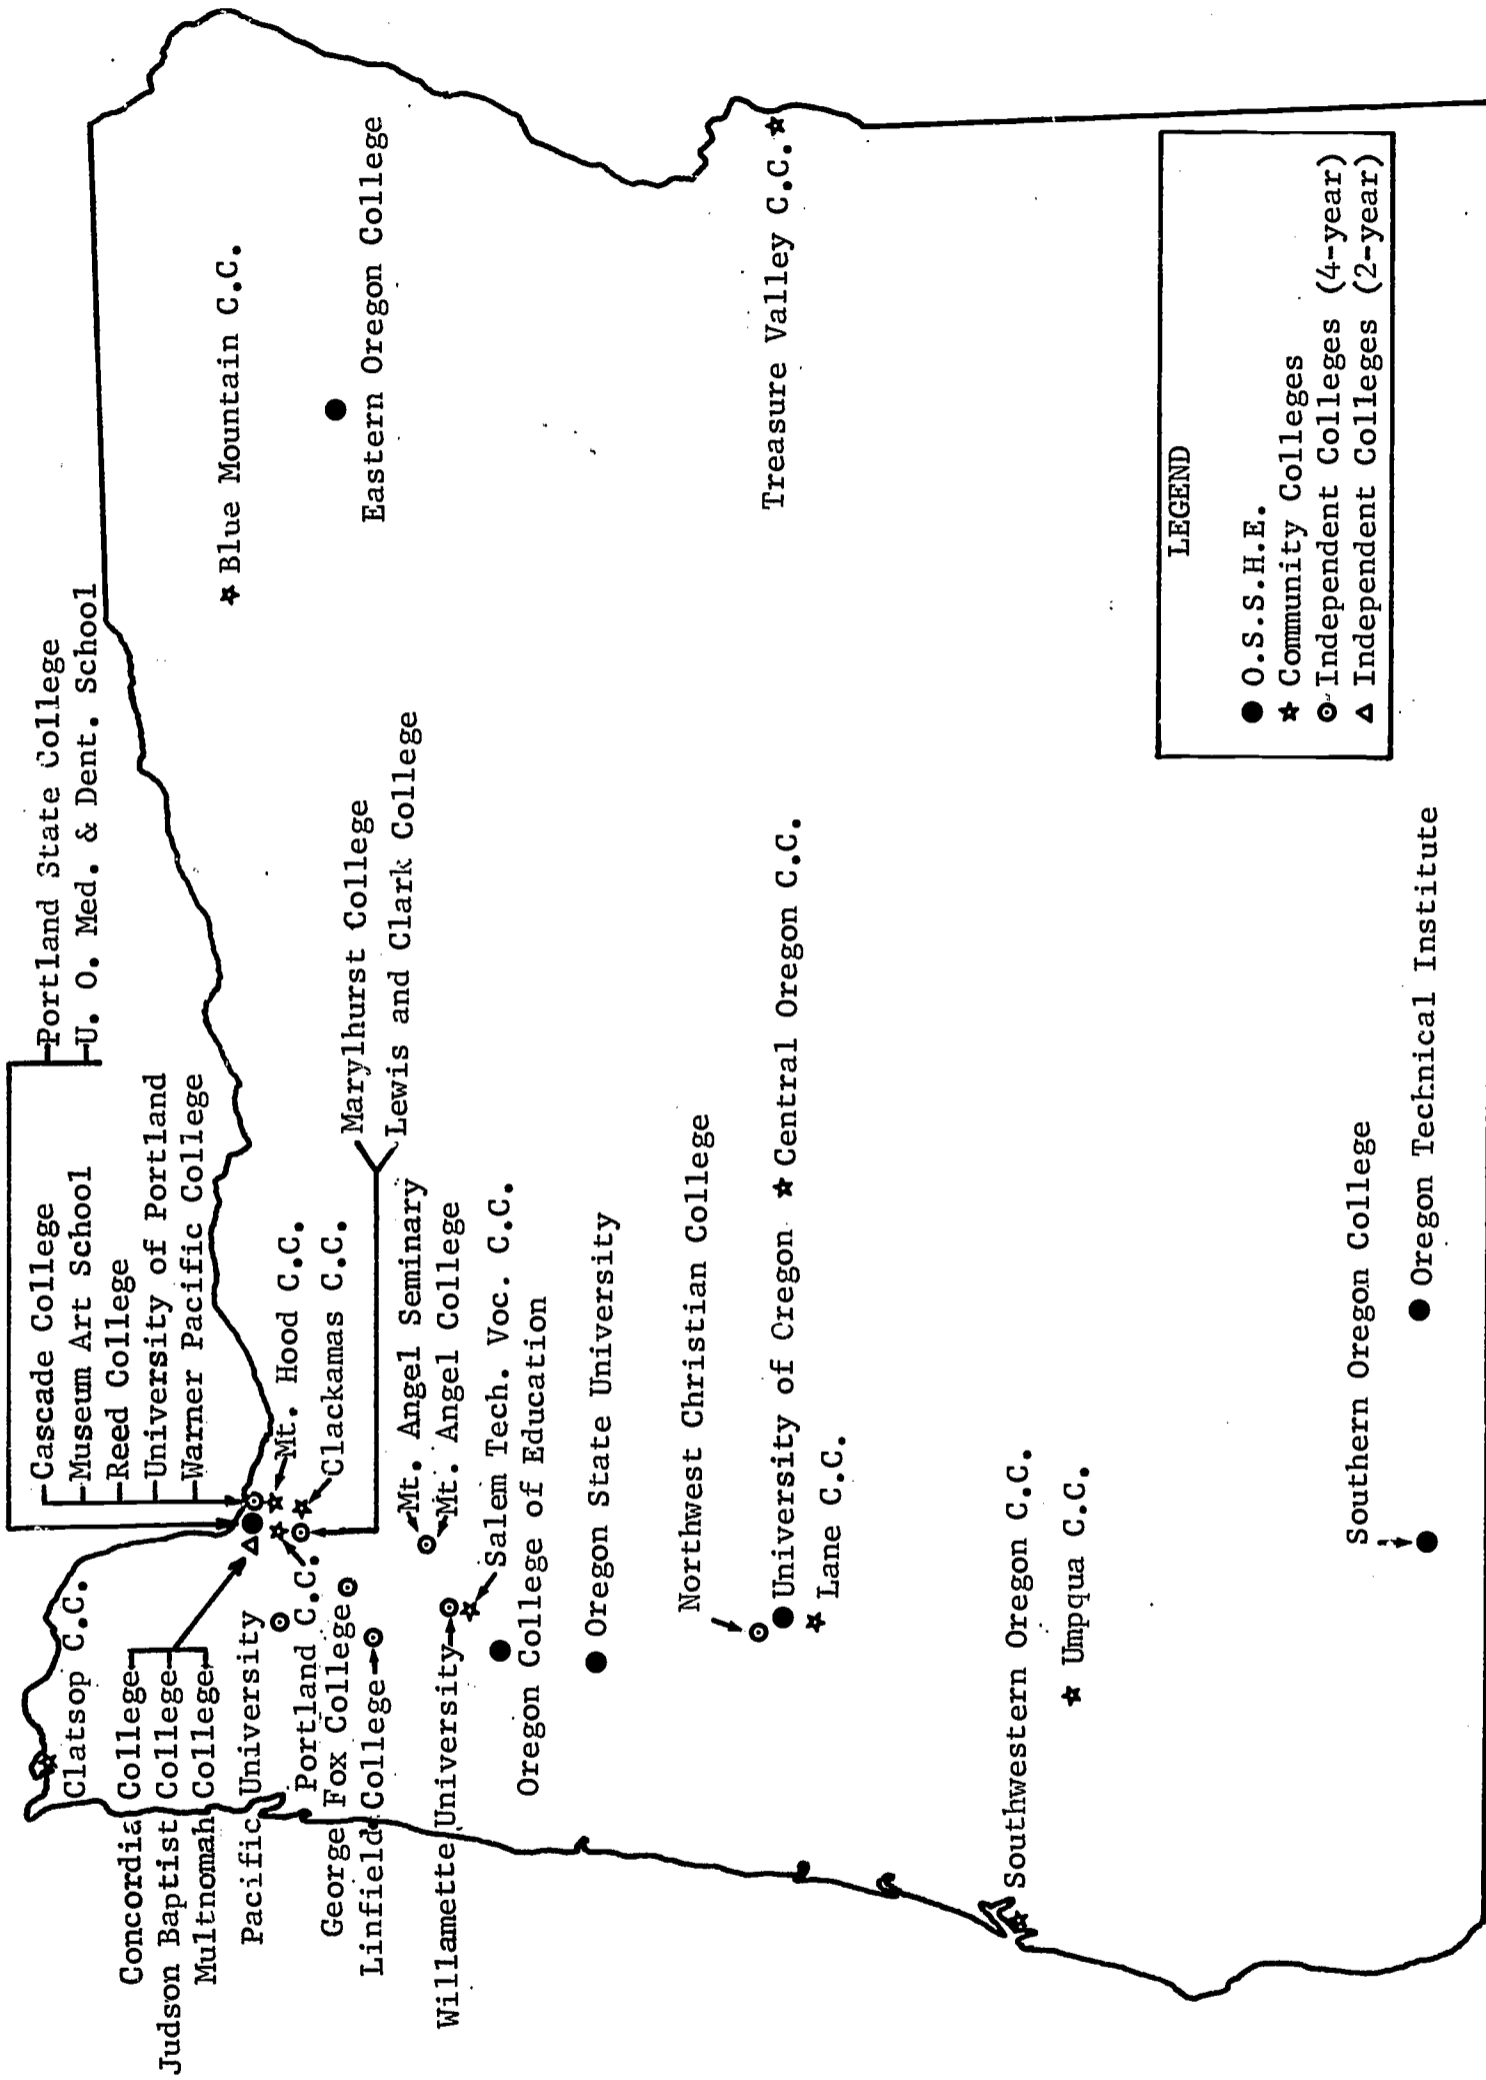 Portland State College
U. O. Med. & Dent. School
Cascade College
Museum Art School
Reed College
University of Portland
Warner Pacific College
Mt. Hood C.C.
Clackamas C.C.
Marylhurst College
Lewis and Clark College
Clatsop C.C.
Concordia College
Judson Baptist College
Multnomah College
Pacific University
Portland C.C.
George Fox College
Linfield College
Mt. Angel Seminary
Mt. Angel College
Willamette University
Salem Tech. Voc. C.C.
Oregon College of Education
Oregon State University
Northwest Christian College
University of Cregon
Central Oregon C.C.
Lane C.C.
Blue Mountain C.C.
Eastern Oregon College
Treasure Valley C.C.
Southwestern Oregon C.C.
Umpqua C.C.
Southern Oregon College
Oregon Technical Institute
LEGEND
O.S.S.H.E.
Community Colleges
Independent Colleges (4-year)
Independent Colleges (2-year)